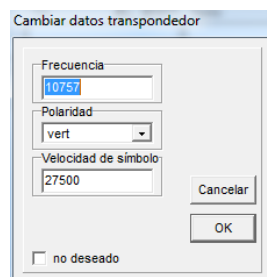 Cambiar datos transpondedor
Frecuencia
10757
Polaridad
vert
Velocidad de símbolo
27500
Cancelar
OK
no deseado